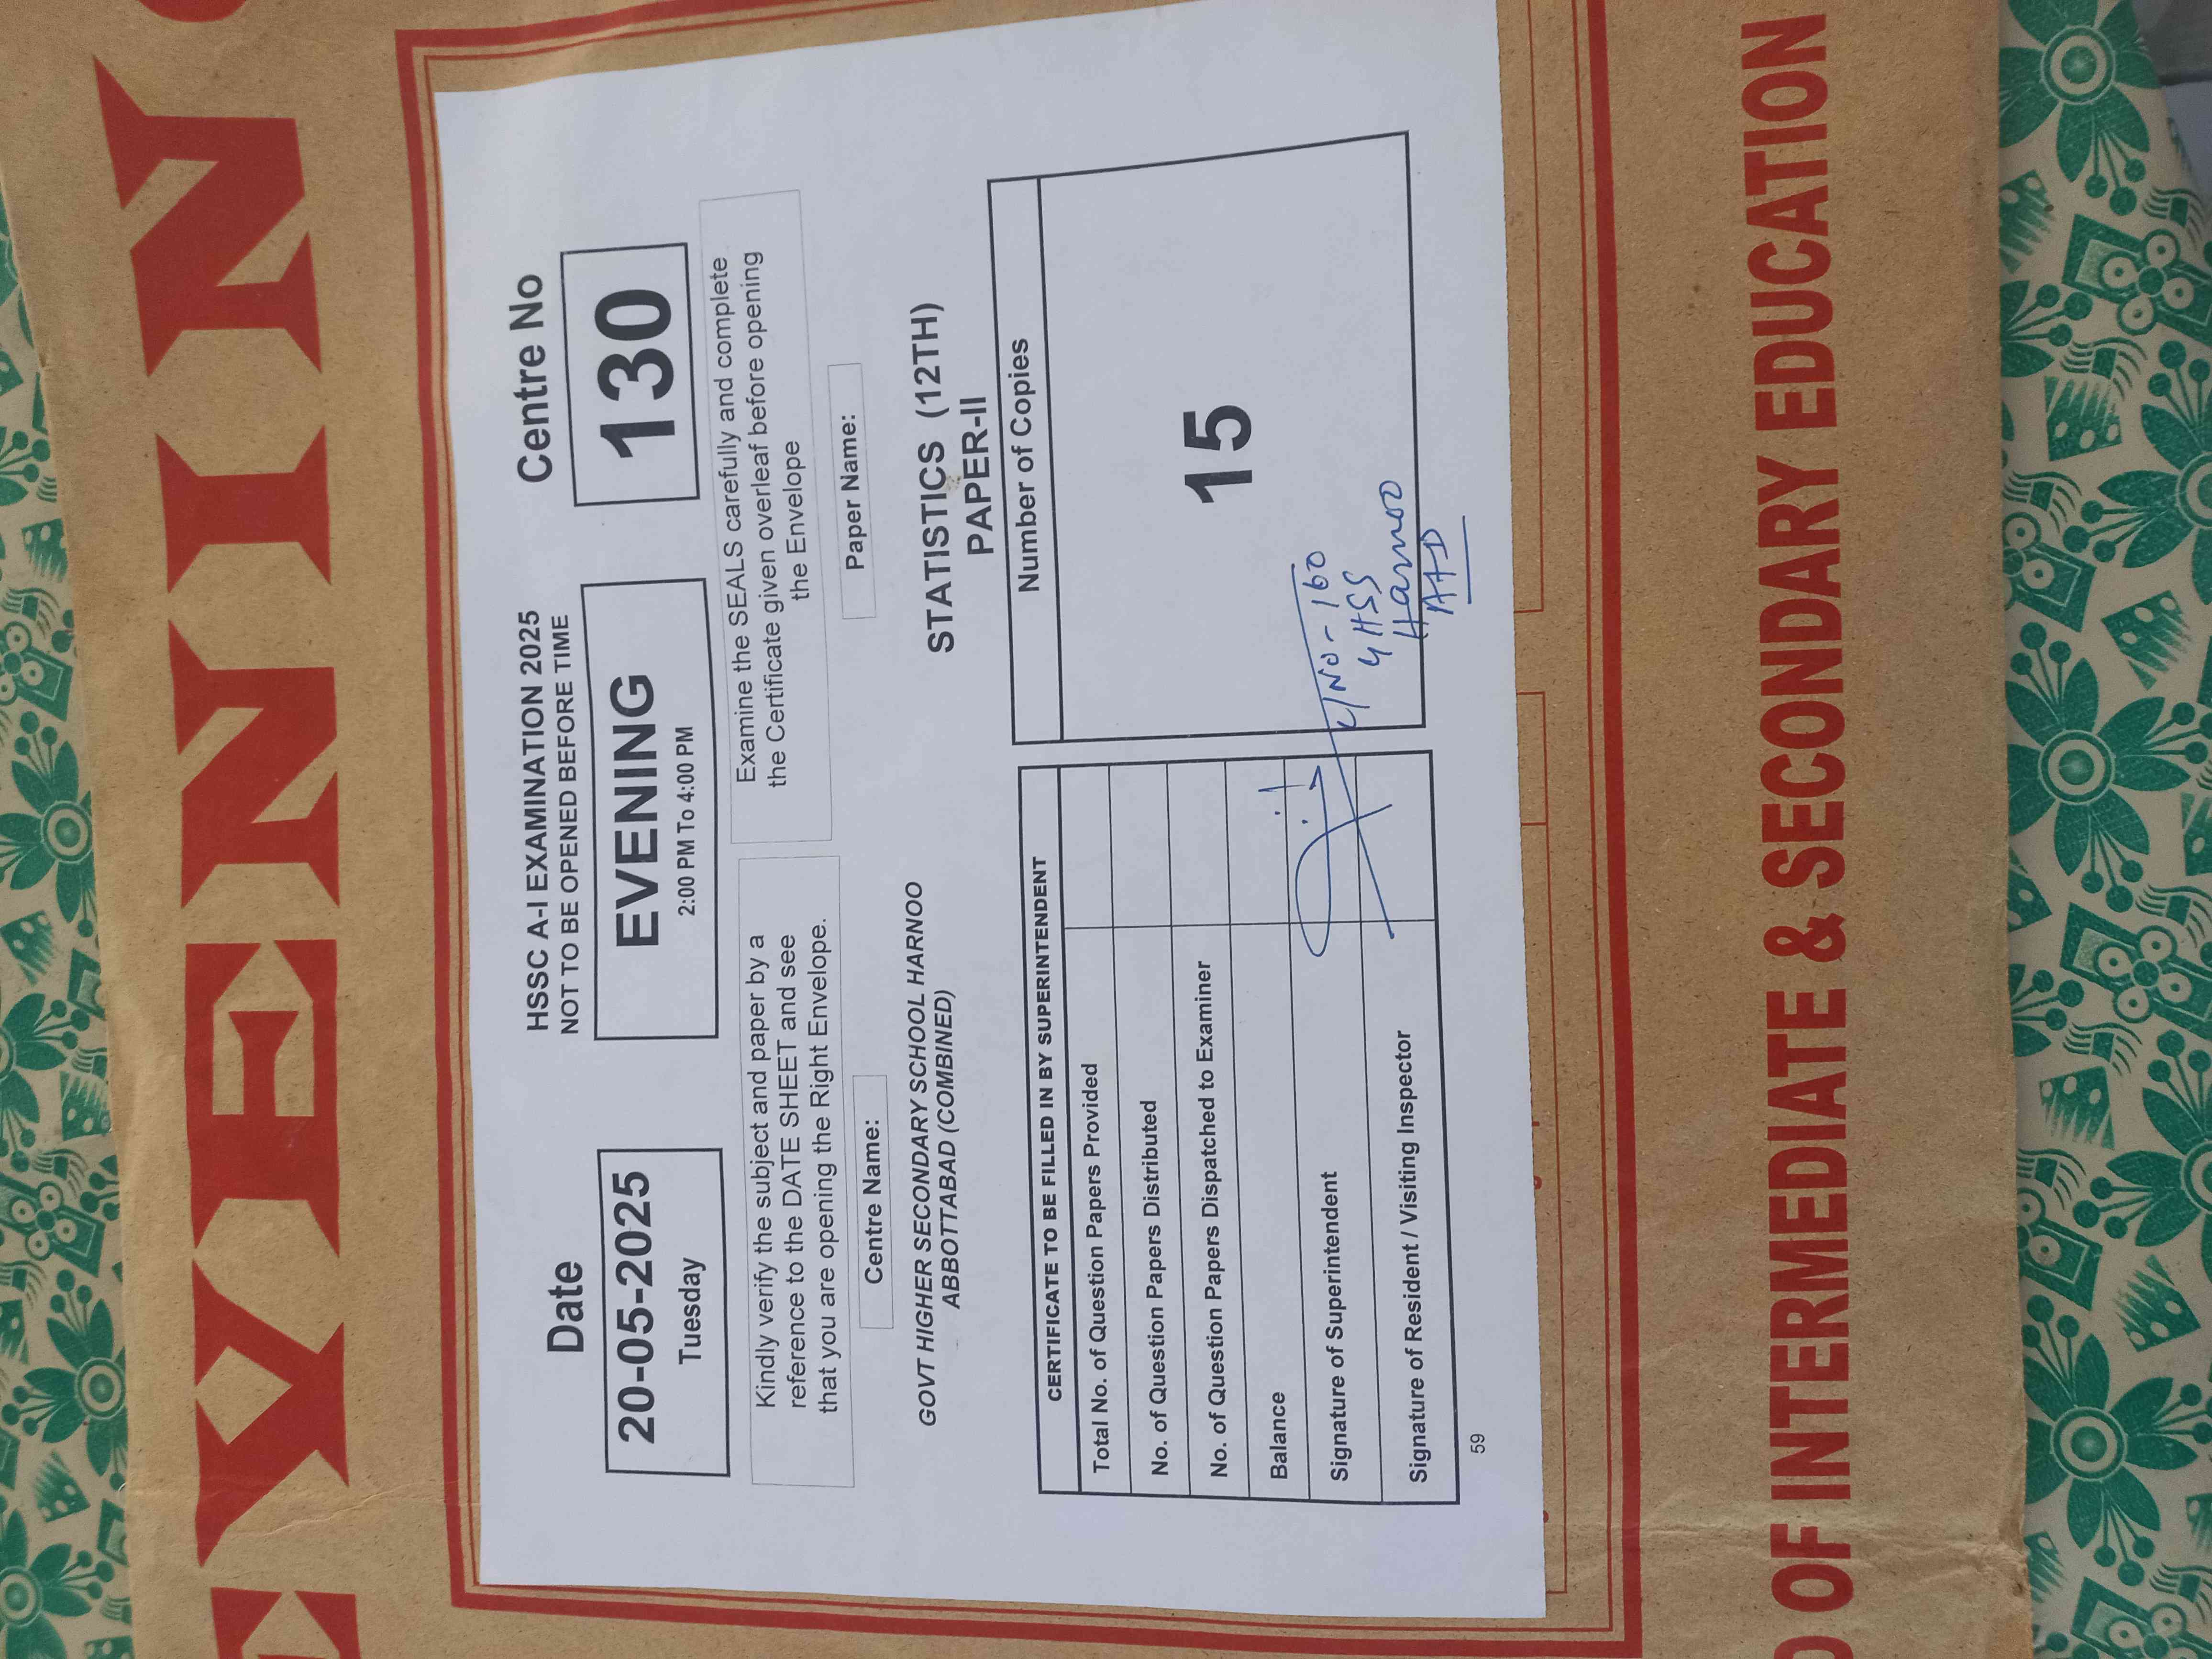 EVENIN
HSSC A-I EXAMINATION 2025
NOT TO BE OPENED BEFORE TIME
Date
20-05-2025
Tuesday
EVENING
2:00 PM To 4:00 PM
Centre No
130
Kindly verify the subject and paper by a
reference to the DATE SHEET and see
that you are opening the Right Envelope.
Examine the SEALS carefully and complete
the Certificate given overleaf before opening
the Envelope
Centre Name:
GOVT HIGHER SECONDARY SCHOOL HARNOO
ABBOTTABAD (COMBINED)
Paper Name:
STATISTICS (12TH)
PAPER-II
CERTIFICATE TO BE FILLED IN BY SUPERINTENDENT
Total No. of Question Papers Provided
No. of Question Papers Distributed
No. of Question Papers Dispatched to Examiner
Balance
Signature of Superintendent
Signature of Resident / Visiting Inspector
Number of Copies
15
C/No-160
GHSS
Harnoo
ATD
59
D OF INTERMEDIATE & SECONDARY EDUCATION